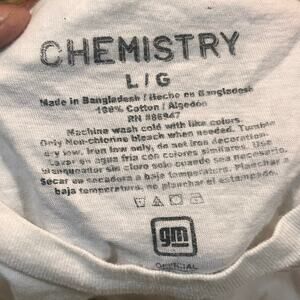 CHEMISTRY
L/G
Made in Bangladesh / Hecho en Bangladesh
100% Cotton / Algodón
RN #86947
Machine wash cold with like colors.
Only Non-chlorine bleach when needed. Tumble
dry low. Iron low only, do not iron decoration.
Lavar en agua fria con colores similares. Use
blanqueador sin cloro solo cuando sea necesario.
Secar en secadora a baja temperatura. Planchar a
baja temperatura, no planchar el estampado.
gm
OFFICIAL